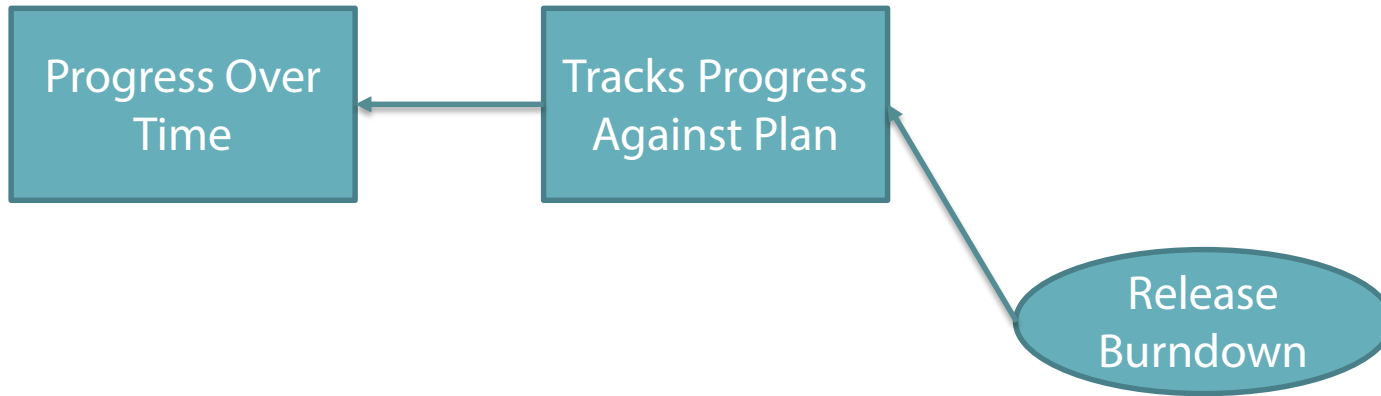 Progress Over
Time
Tracks Progress
Against Plan
Release
Burndown